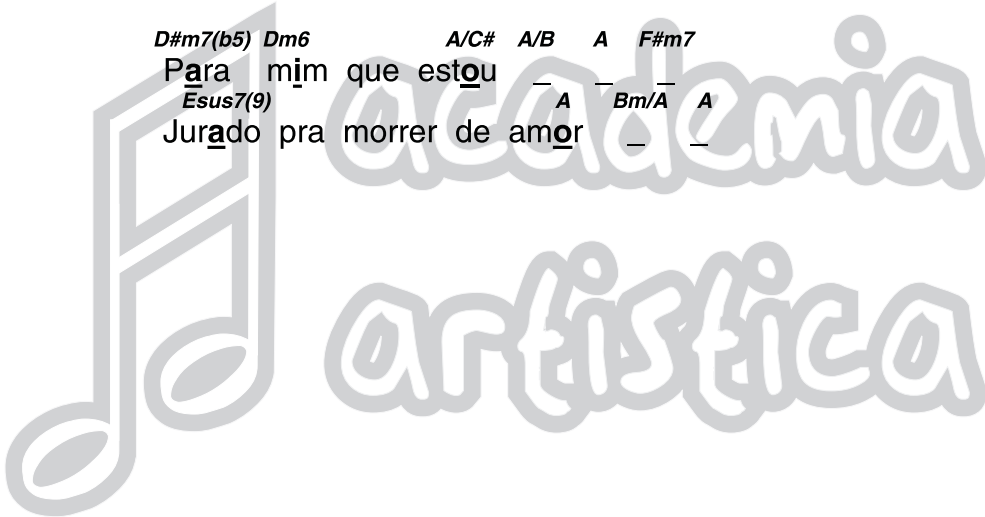 D#m7(b5) Dm6 A/C# A/B A F#m7
Para mim que estou _ _ _
Esus7(9) A Bm/A A
Jurado pra morrer de amor _ _
academia
artistica